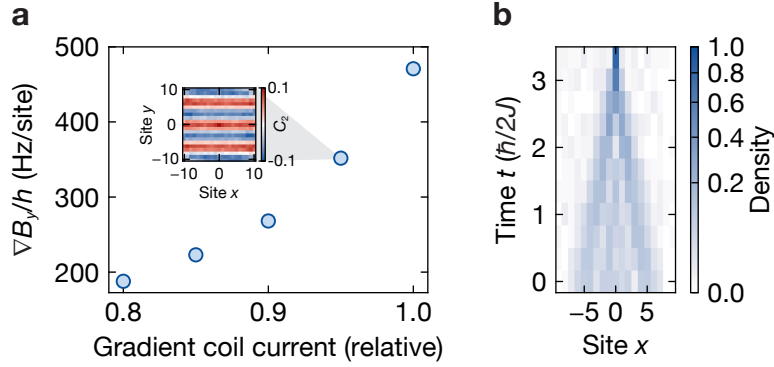 a
500
400
300
200
∇B_y/h (Hz/site)
0.8
0.9
1.0
Gradient coil current (relative)
10
0
−10
Site y
−10
0
10
Site x
0.1
−0.1
C_2
b
3
2
1
0
Time t (ℏ/2J)
−5
0
5
Site x
1.0
0.8
0.6
0.4
0.2
0.0
Density